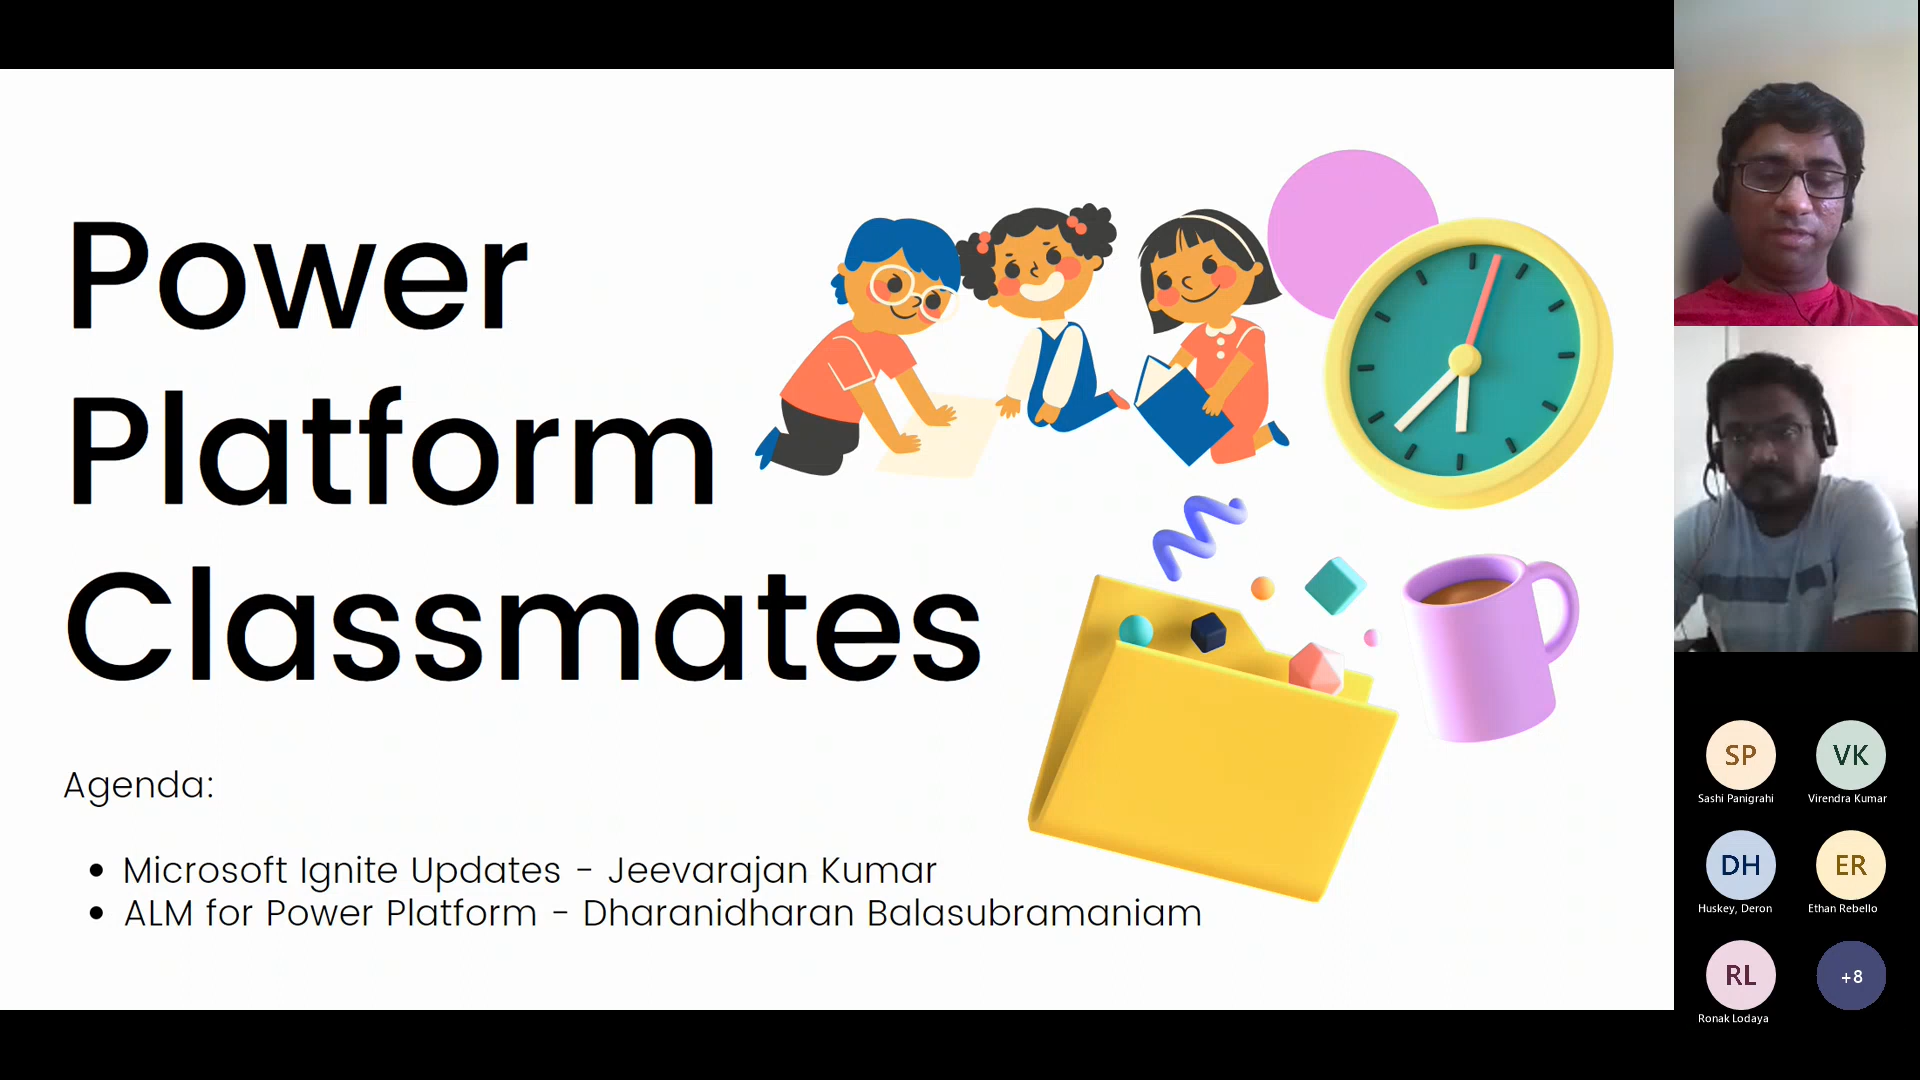 Power
Platform
Classmates
Agenda:
• Microsoft Ignite Updates - Jeevarajan Kumar
• ALM for Power Platform - Dharanidharan Balasubramaniam
SP
Sashi Panigrahi
VK
Virendra Kumar
DH
Huskey, Deron
ER
Ethan Rebello
RL
Ronak Lodaya
+8